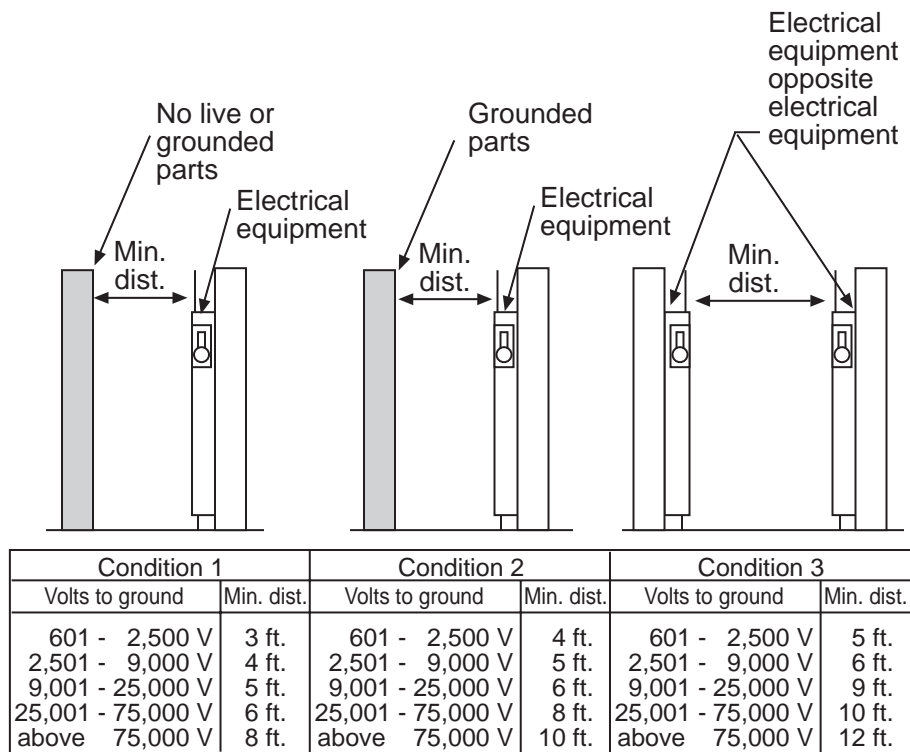 No live or
grounded
parts
Electrical
equipment
Min.
dist.
Grounded
parts
Electrical
equipment
Min.
dist.
Electrical
equipment
opposite
electrical
equipment
Min.
dist.
Condition 1 Condition 2 Condition 3
Volts to ground Min. dist. Volts to ground Min. dist. Volts to ground Min. dist.
601 - 2,500 V 3 ft. 601 - 2,500 V 4 ft. 601 - 2,500 V 5 ft.
2,501 - 9,000 V 4 ft. 2,501 - 9,000 V 5 ft. 2,501 - 9,000 V 6 ft.
9,001 - 25,000 V 5 ft. 9,001 - 25,000 V 6 ft. 9,001 - 25,000 V 9 ft.
25,001 - 75,000 V 6 ft. 25,001 - 75,000 V 8 ft. 25,001 - 75,000 V 10 ft.
above 75,000 V 8 ft. above 75,000 V 10 ft. above 75,000 V 12 ft.